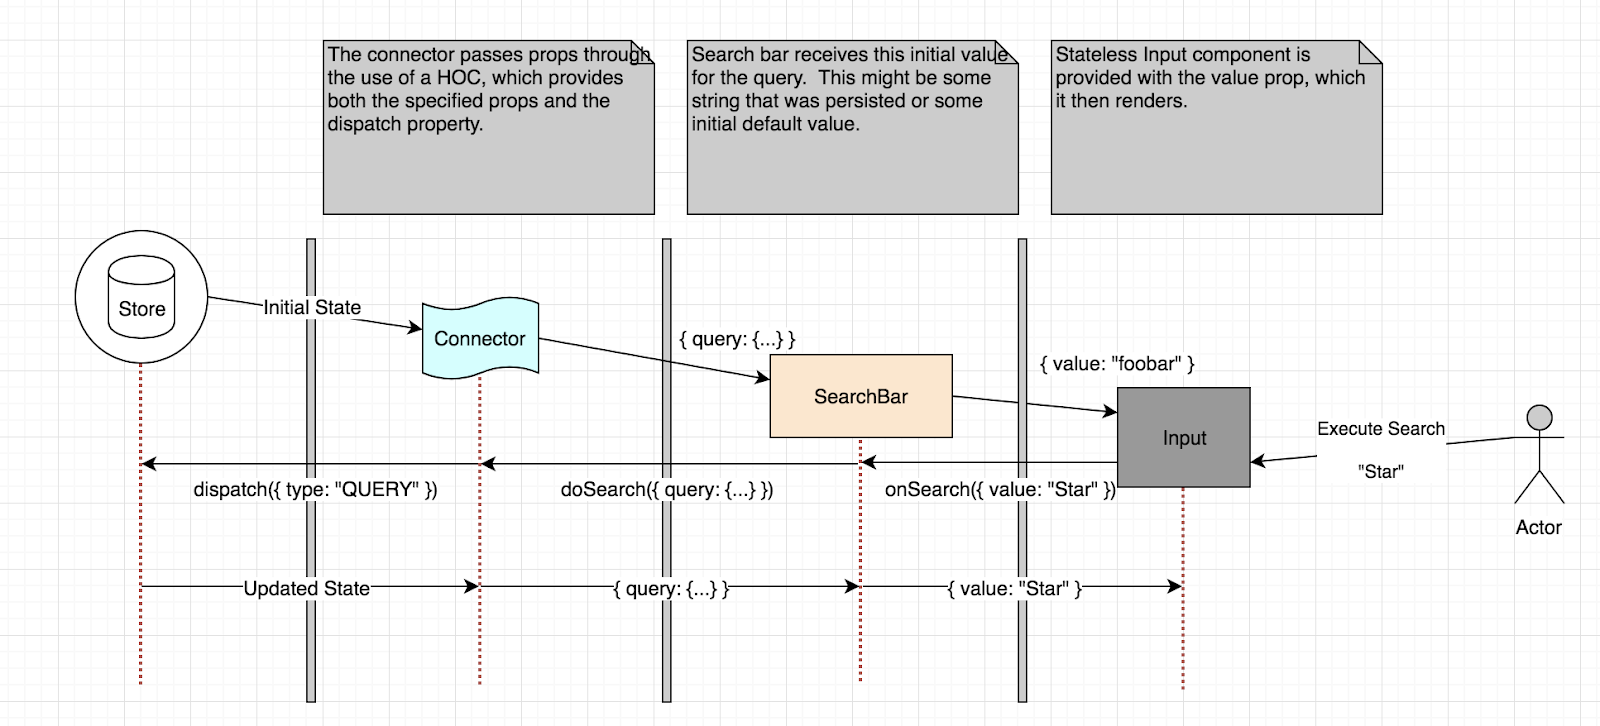 The connector passes props through
the use of a HOC, which provides
both the specified props and the
dispatch property.
Search bar receives this initial value
for the query.  This might be some
string that was persisted or some
initial default value.
Stateless Input component is
provided with the value prop, which
it then renders.
Store
Initial State
Connector
{ query: {...} }
SearchBar
{ value: "foobar" }
Input
Execute Search
"Star"
Actor
dispatch({ type: "QUERY" })
doSearch({ query: {...} })
onSearch({ value: "Star" })
Updated State
{ query: {...} }
{ value: "Star" }